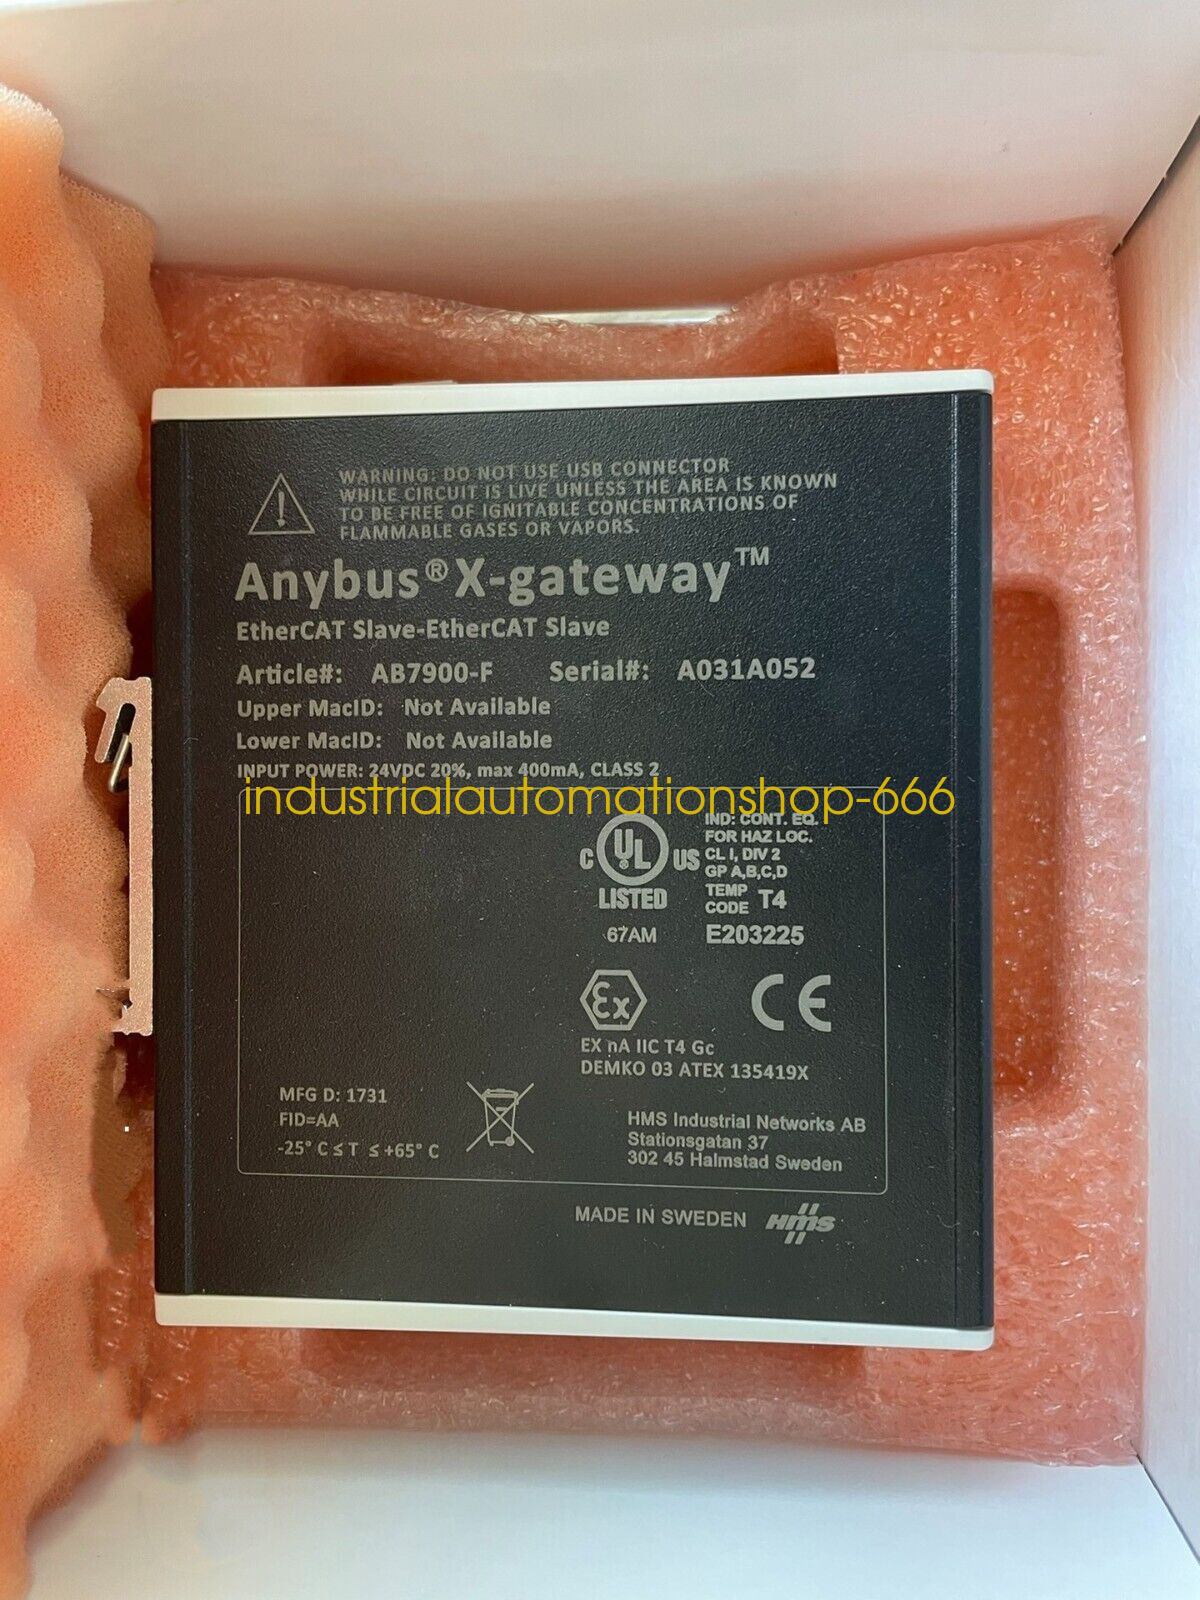 WARNING: DO NOT USE USB CONNECTOR
WHILE CIRCUIT IS LIVE UNLESS THE AREA IS KNOWN
TO BE FREE OF IGNITABLE CONCENTRATIONS OF
FLAMMABLE GASES OR VAPORS.
Anybus® X-gateway™
EtherCAT Slave-EtherCAT Slave
Article#: AB7900-F Serial#: A031A052
Upper MacID: Not Available
Lower MacID: Not Available
INPUT POWER: 24VDC 20%, max 400mA, CLASS 2
industrialautomationshop-666
C UL® US
LISTED
67AM
IND: CONT. EQ.
FOR HAZ LOC.
CL I, DIV 2
GP A,B,C,D
TEMP
CODE T4
E203225
Ex
CE
EX nA IIC T4 Gc
DEMKO 03 ATEX 135419X
MFG D: 1731
FID=AA
-25° C ≤ T ≤ +65° C
HMS Industrial Networks AB
Stationsgatan 37
302 45 Halmstad Sweden
MADE IN SWEDEN HMS